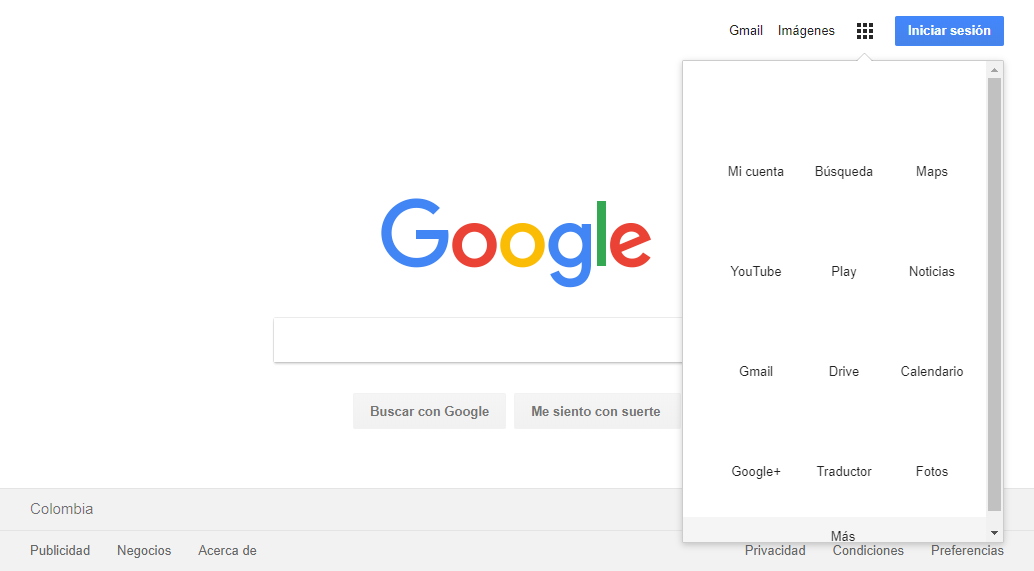 Gmail Imágenes Iniciar sesión
Mi cuenta Búsqueda Maps
YouTube Play Noticias
Gmail Drive Calendario
Google+ Traductor Fotos
Más
Google
Buscar con Google Me siento con suerte
Colombia
Publicidad Negocios Acerca de Privacidad Condiciones Preferencias